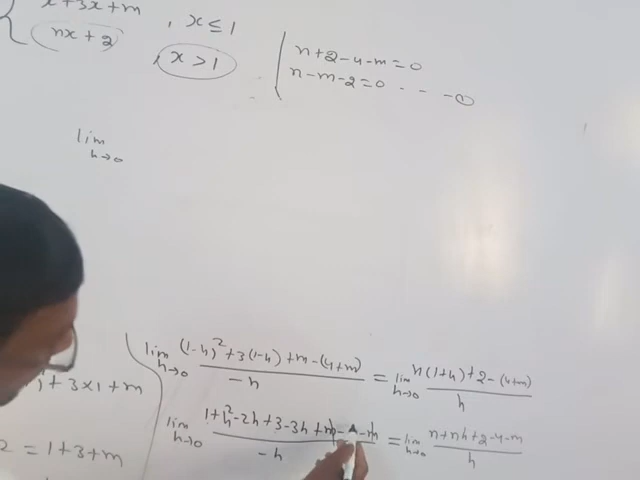 x + 3x + m , x ≤ 1
nx + 2 , x > 1
n + 2 - 4 - m = 0
n - m - 2 = 0 - - - ①
lim h→0
lim h→0 ((1-h)² + 3(1-h) + m - (4+m)) / -h = lim h→0 (n(1+h) + 2 - (4+m)) / h
+ 3×1 + m
lim h→0 (1 + h² - 2h + 3 - 3h + m - 4 - m) / -h = lim h→0 (n + nh + 2 - 4 - m) / h
2 = 1 + 3 + m